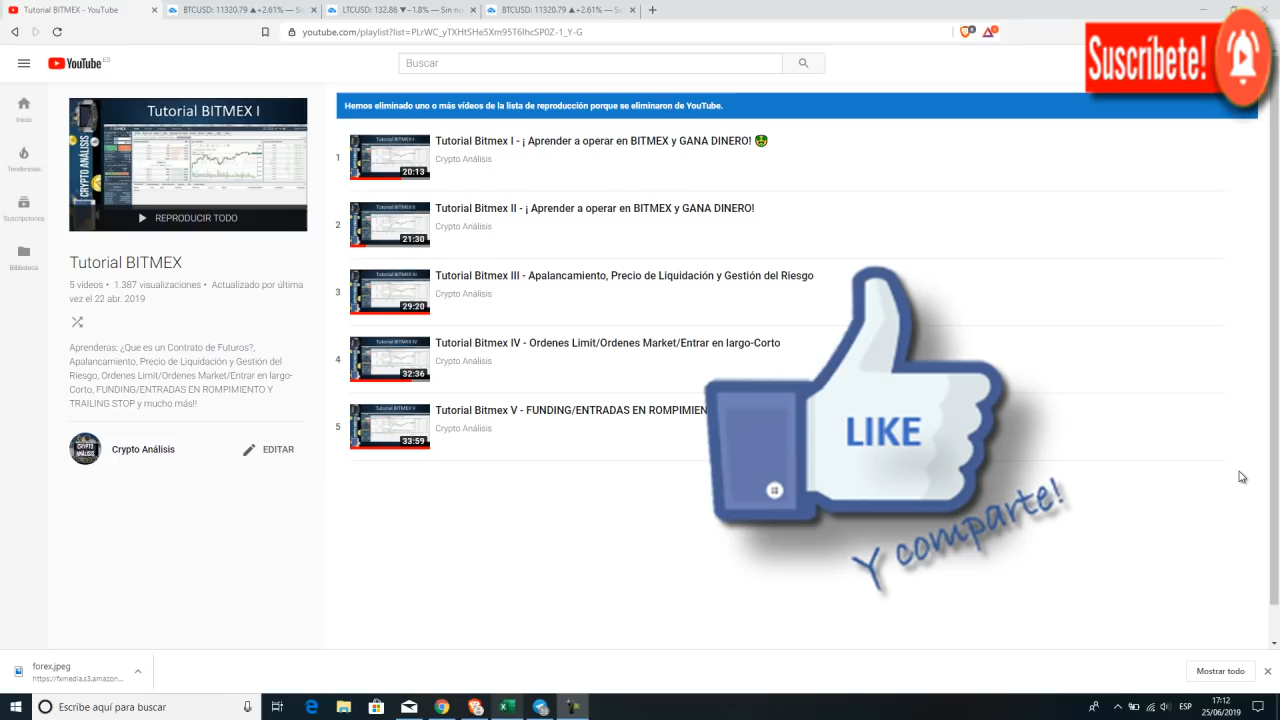 Tutorial BITMEX - YouTube
BTCUSD: 11320.79 ▲+2.61% — Sin no
LTCUSD: 132.86 ▼−1.8% — Sin no
BTCUSD: 11320.79 ▲+2.61% — Sin
youtube.com/playlist?list=PLrWC_yTXHtSHe5Xm95T6IhcSP0Z-1_Y-G
Suscríbete!
YouTube ES
Buscar
Inicio
Tendencias
Suscripciones
Biblioteca
Tutorial BITMEX I
CRYPTO ANÁLISIS
REPRODUCIR TODO
Tutorial BITMEX
5 vídeos • 1.387 visualizaciones • Actualizado por última
vez el 22 abr. 2019
Aprenderas: ¿Que es un Contrato de Futuros?,
Apalancamiento, Precio de Liquidación y Gestión del
Riesgo, Ordenes Limit/Ordenes Market/Entrar en largo-
Corto, FUNDING/ENTRADAS EN ROMPIMIENTO Y
TRAILING STOP y mucho más!!
Crypto Análisis
EDITAR
Hemos eliminado uno o más vídeos de la lista de reproducción porque se eliminaron de YouTube.
1
20:13
Tutorial Bitmex I - ¡ Aprender a operar en BITMEX y GANA DINERO!
Crypto Análisis
2
21:30
Tutorial Bitmex II - ¡ Aprender a operar en BITMEX y GANA DINERO!
Crypto Análisis
3
29:20
Tutorial Bitmex III - Apalancamiento, Precio de Liquidación y Gestión del Riesgo
Crypto Análisis
4
32:36
Tutorial Bitmex IV - Ordenes Limit/Ordenes Market/Entrar en largo-Corto
Crypto Análisis
5
33:59
Tutorial Bitmex V - FUNDING/ENTRADAS EN ROMPIMIEN
Crypto Análisis
LIKE
Y comparte!
forex.jpeg
https://fxmedia.s3.amazon...
Mostrar todo
Escribe aquí para buscar
ESP
17:12
25/06/2019